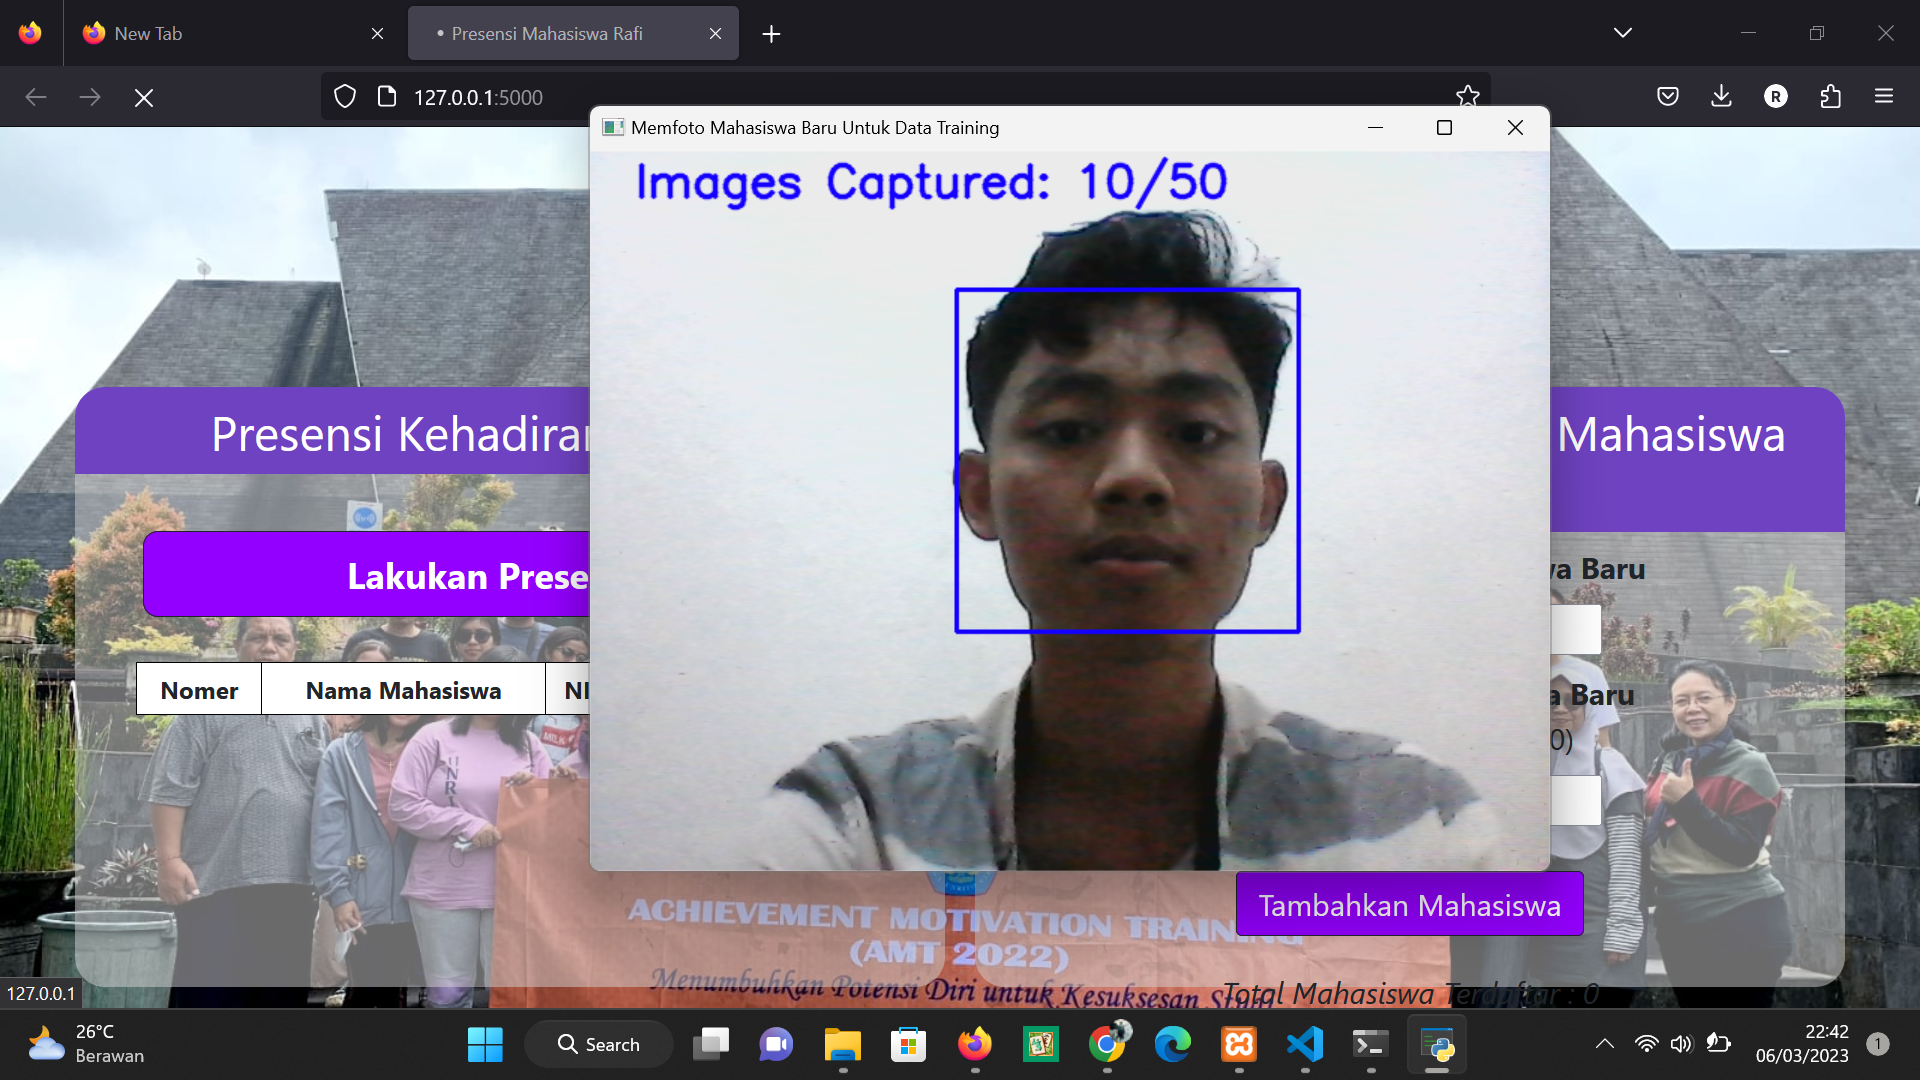 New Tab
Presensi Mahasiswa Rafi
127.0.0.1:5000
R
Memfoto Mahasiswa Baru Untuk Data Training
Images Captured: 10/50
Presensi Kehadiran
Mahasiswa
Lakukan Prese
Nomer
Nama Mahasiswa
NI
a Baru
a Baru
0)
Tambahkan Mahasiswa
ACHIEVEMENT MOTIVATION TRAINING
(AMT 2022)
Menumbuhkan Potensi Diri untuk Kesuksesan
Total Mahasiswa Terdaftar : 0
127.0.0.1
26°C
Berawan
Search
22:42
06/03/2023
1